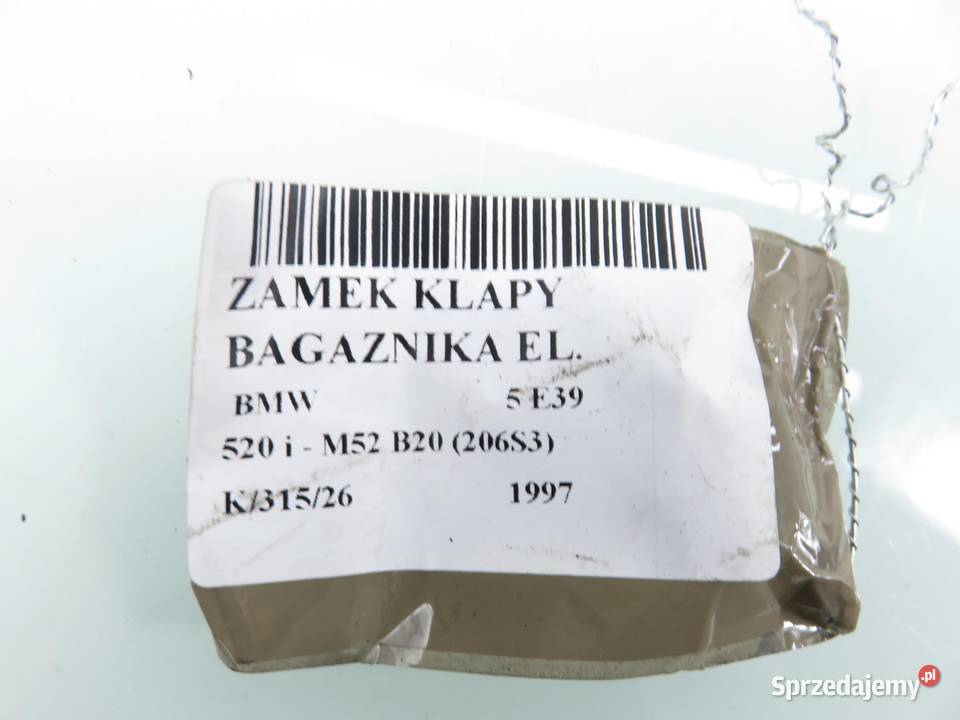 ZAMEK KLAPY
BAGAZNIKA EL.
BMW 5 E39
520 i - M52 B20 (206S3)
K/315/26 1997
Sprzedajemy.pl